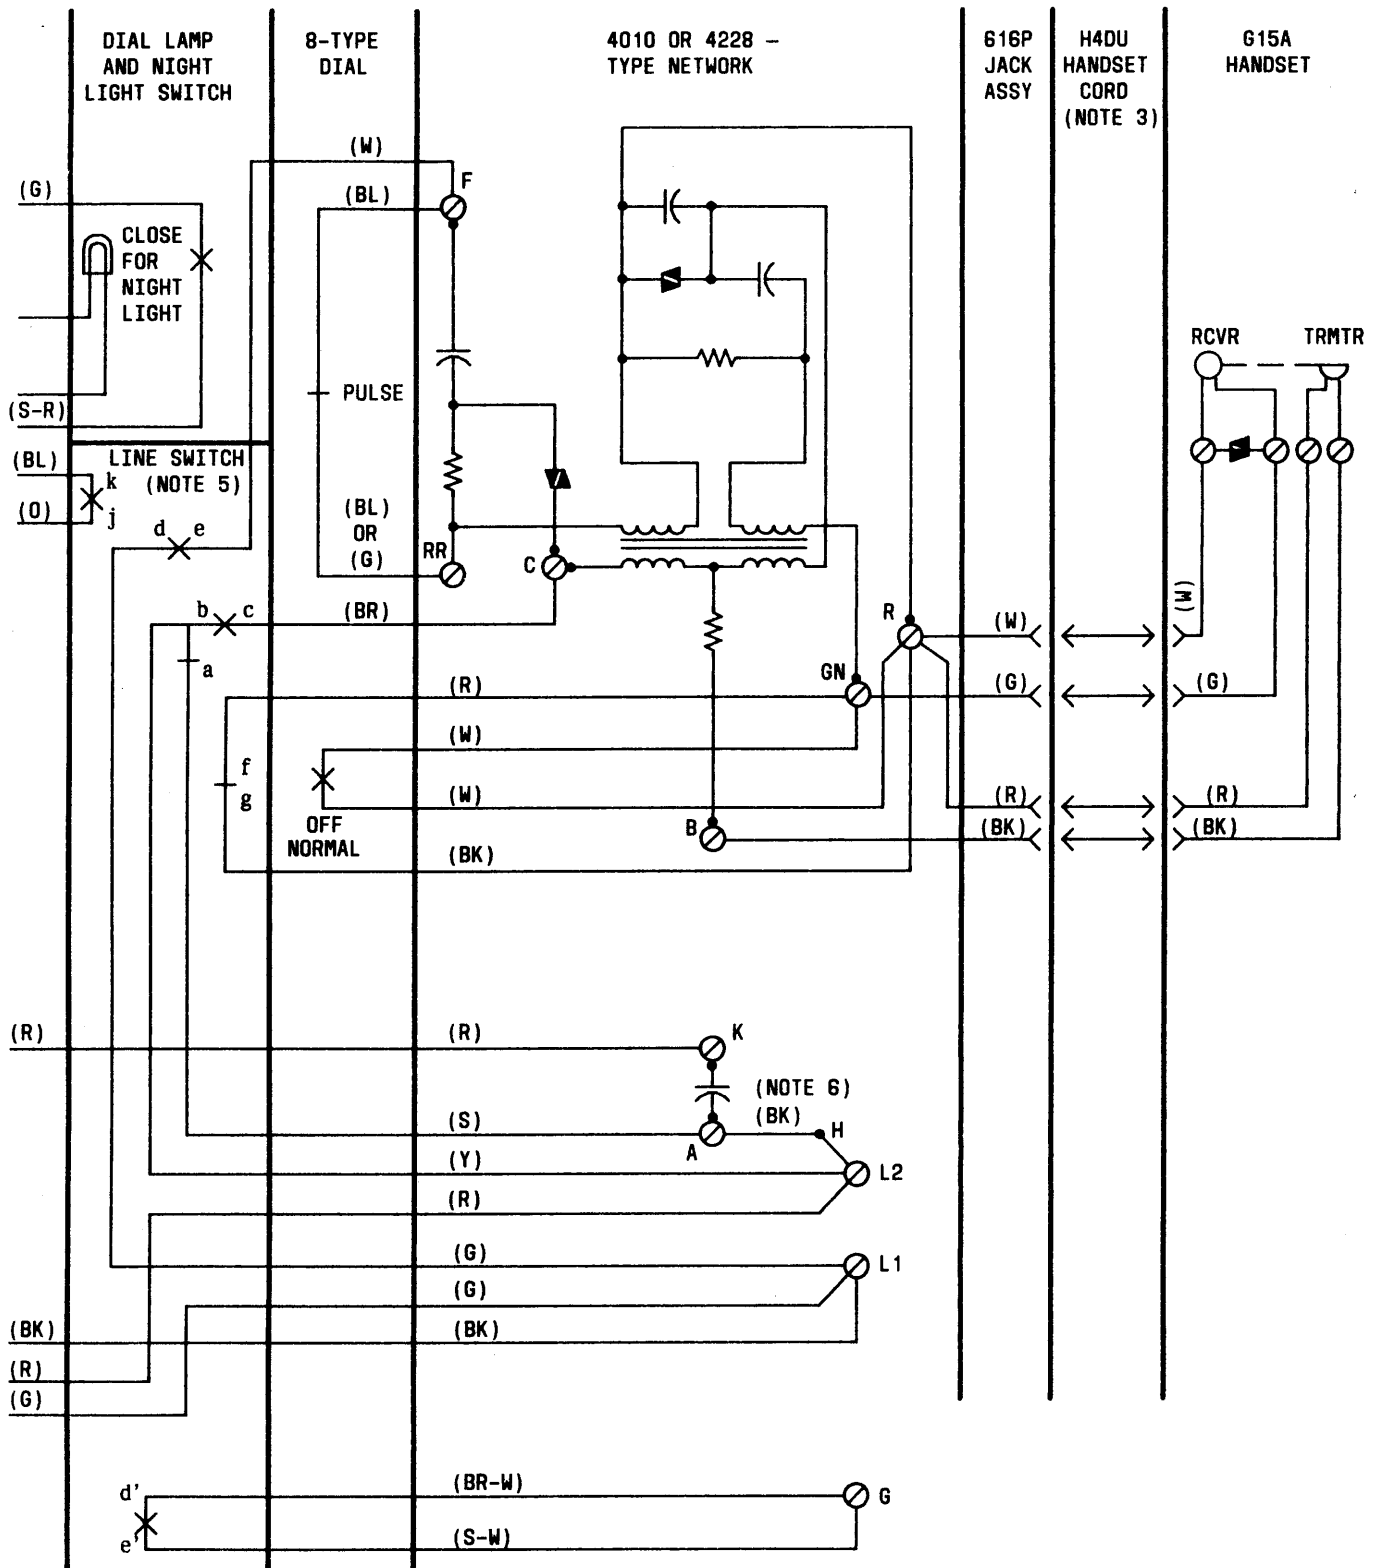 DIAL LAMP
AND NIGHT
LIGHT SWITCH
8-TYPE
DIAL
4010 OR 4228 -
TYPE NETWORK
616P
JACK
ASSY
H4DU
HANDSET
CORD
(NOTE 3)
G15A
HANDSET
(W)
F
(G)
(BL)
CLOSE
FOR
NIGHT
LIGHT
RCVR
TRMTR
PULSE
(S-R)
LINE SWITCH
(NOTE 5)
(BL)
k
(O)
j
d e
(BL)
OR
(G)
RR
C
b c
(BR)
a
R
(W)
(W)
GN
(R)
(G)
(G)
(W)
f
g
(W)
(R)
(R)
OFF
NORMAL
B
(BK)
(BK)
(BK)
(R)
(R)
K
(NOTE 6)
(BK)
(S)
A
H
(Y)
L2
(R)
(G)
L1
(G)
(BK)
(BK)
(R)
(G)
d'
(BR-W)
G
e'
(S-W)